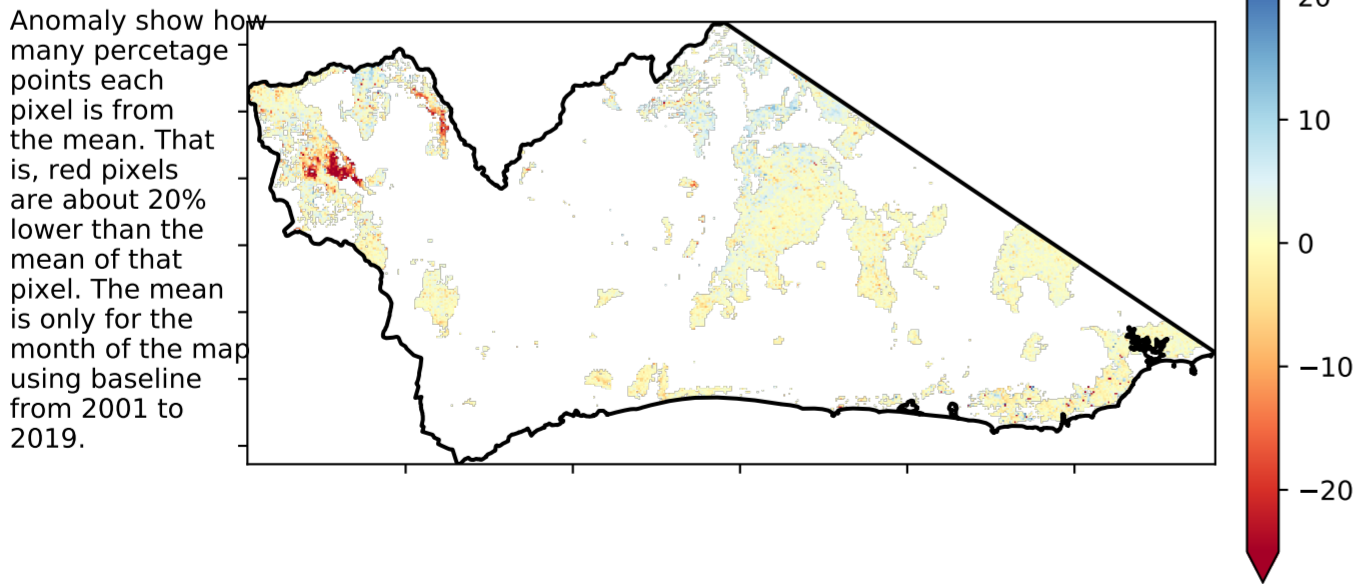 Anomaly show how
many percetage
points each
pixel is from
the mean. That
is, red pixels
are about 20%
lower than the
mean of that
pixel. The mean
is only for the
month of the map
using baseline
from 2001 to
2019.
20
10
0
−10
−20